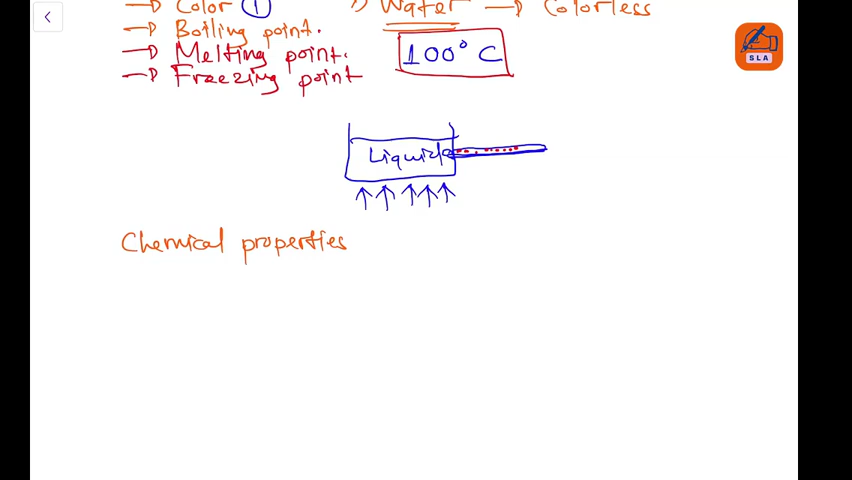 → Color ①
1) Water → Colorless
→ Boiling point.
→ Melting point.
→ Freezing point
100° C
Liquid
Chemical properties
SLA